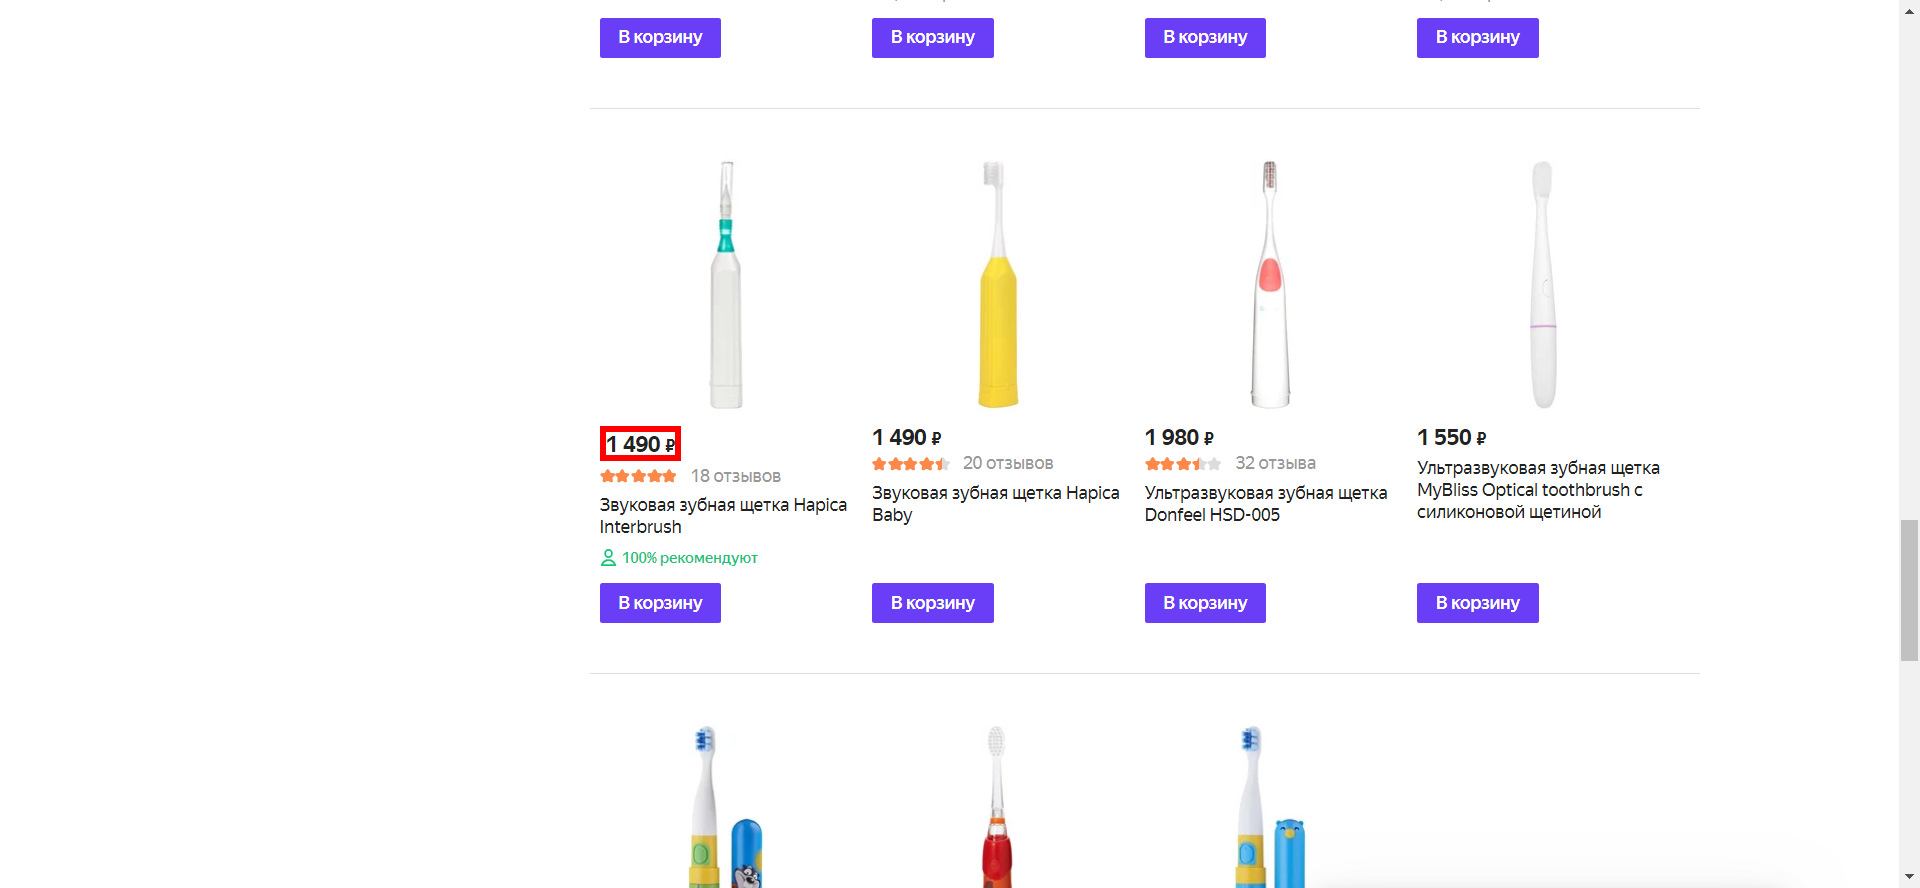 В корзину
В корзину
В корзину
В корзину
1 490 ₽
18 отзывов
Звуковая зубная щетка Hapica
Interbrush
100% рекомендуют
В корзину
1 490 ₽
20 отзывов
Звуковая зубная щетка Hapica
Baby
В корзину
1 980 ₽
32 отзыва
Ультразвуковая зубная щетка
Donfeel HSD-005
В корзину
1 550 ₽
Ультразвуковая зубная щетка
MyBliss Optical toothbrush с
силиконовой щетиной
В корзину